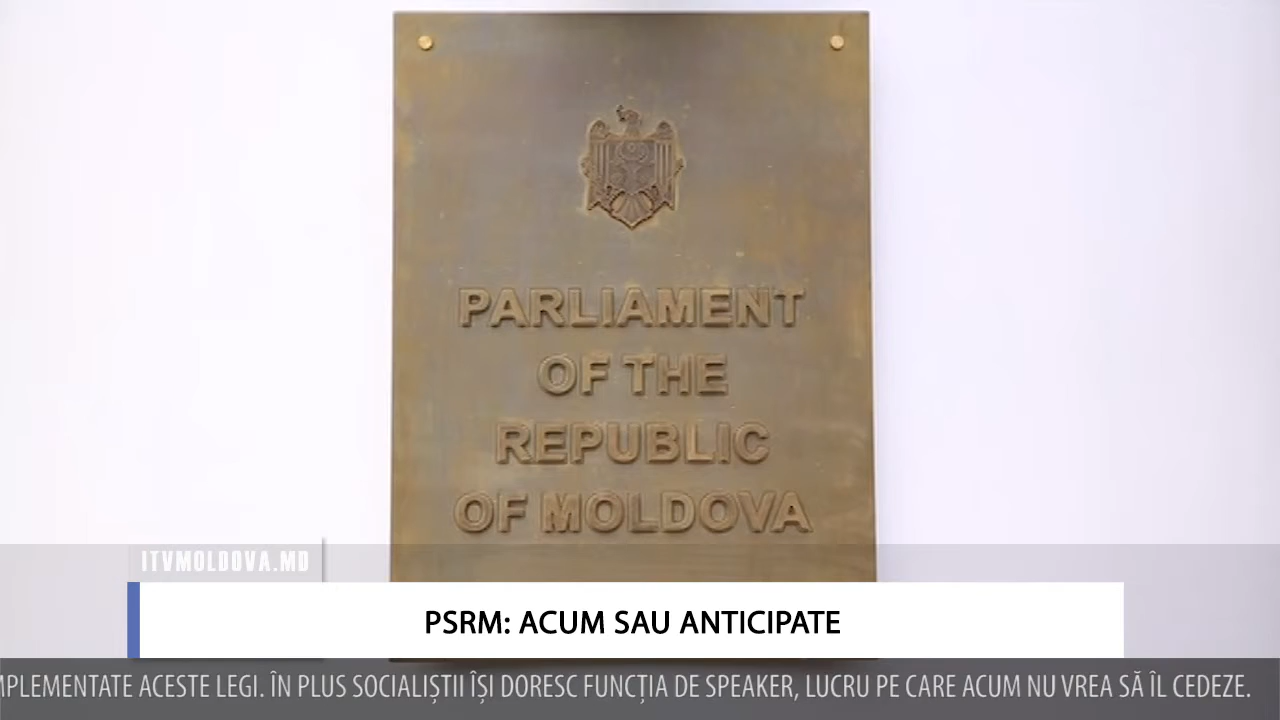 PARLIAMENT
OF THE
REPUBLIC
OF MOLDOVA
ITVMOLDOVA.MD
PSRM: ACUM SAU ANTICIPATE
ACESTE LEGI. ÎN PLUS SOCIALIȘTII ÎȘI DORESC FUNCȚIA DE SPEAKER, LUCRU PE CARE ACUM NU VREA SĂ ÎL CEDEZE.